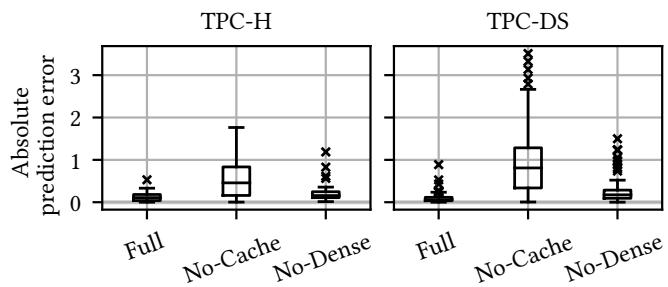 TPC-H
TPC-DS
Absolute
prediction error
3
2
1
0
Full
No-Cache
No-Dense
Full
No-Cache
No-Dense